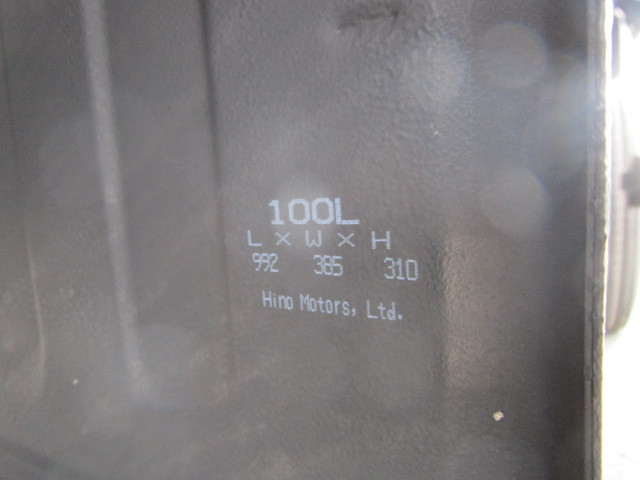 100L
L × W × H
992 385 310
Hino Motors, Ltd.